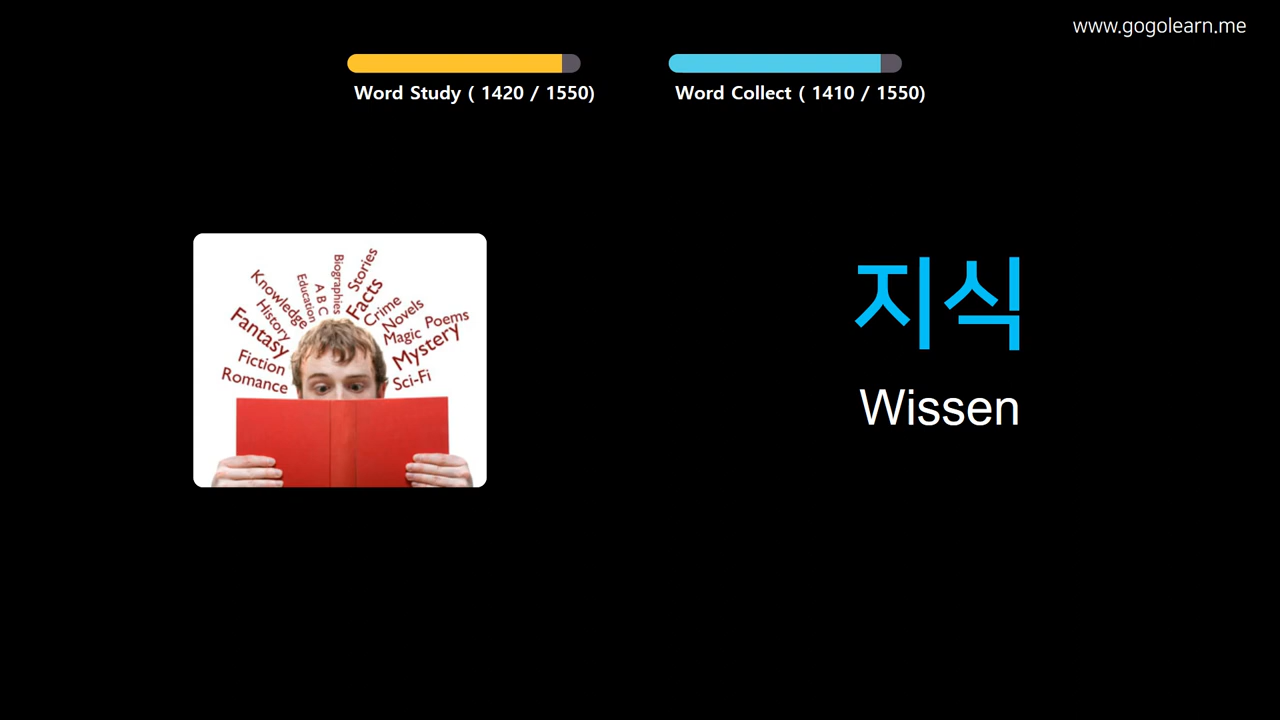 www.gogolearn.me
Word Study ( 1420 / 1550)
Word Collect ( 1410 / 1550)
Knowledge
History
Fantasy
Fiction
Romance
Education
A B C
Biographies
Stories
Facts
Crime
Novels
Magic
Poems
Mystery
Sci-Fi
지식
Wissen